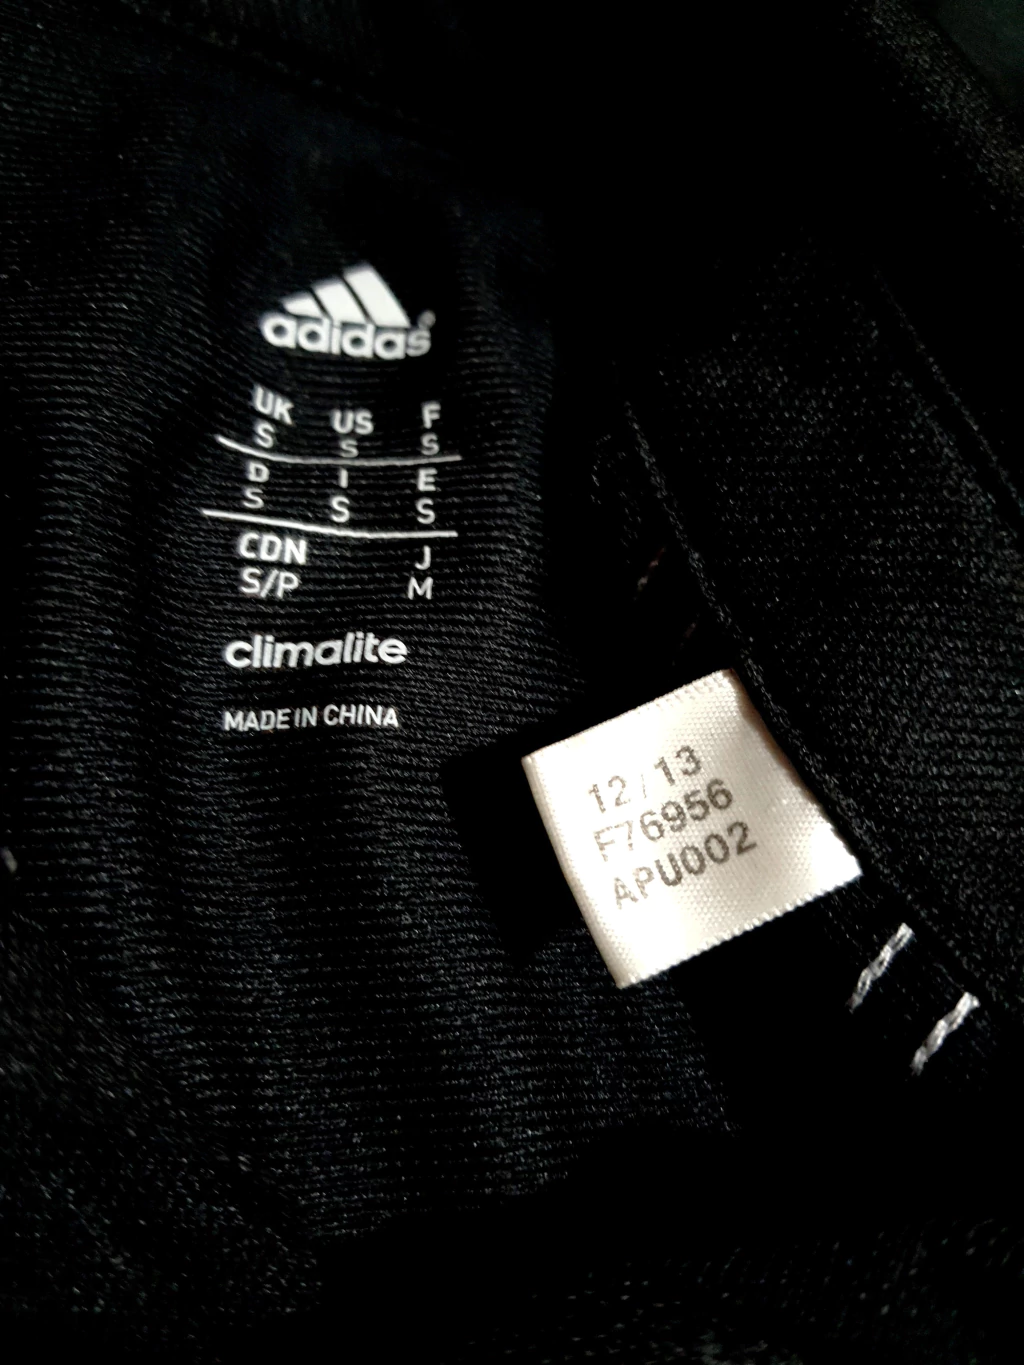 adidas®
UK US F
S S S
D I E
S S S
CDN J
S/P M
climalite
MADE IN CHINA
12/13
F76956
APU002